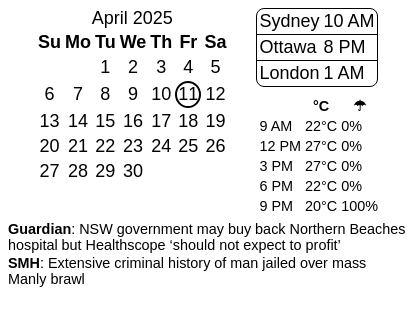 April 2025
Su Mo Tu We Th Fr Sa
1 2 3 4 5
6 7 8 9 10 11 12
13 14 15 16 17 18 19
20 21 22 23 24 25 26
27 28 29 30
Sydney 10 AM
Ottawa 8 PM
London 1 AM
°C ☂
9 AM 22°C 0%
12 PM 27°C 0%
3 PM 27°C 0%
6 PM 22°C 0%
9 PM 20°C 100%
Guardian: NSW government may buy back Northern Beaches
hospital but Healthscope ‘should not expect to profit’
SMH: Extensive criminal history of man jailed over mass
Manly brawl